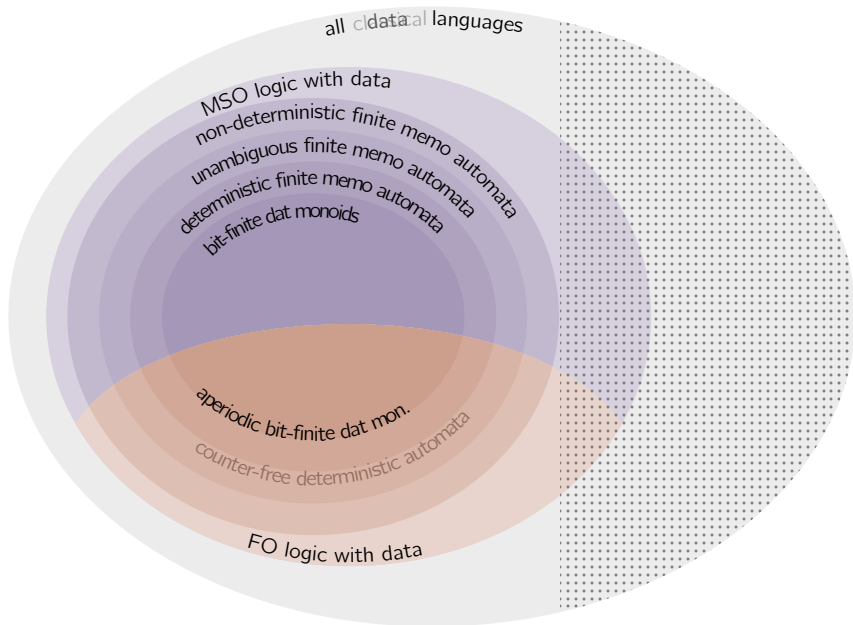 all classical data languages
MSO logic with data
non-deterministic finite memo automata
unambiguous finite memo automata
deterministic finite memo automata
bit-finite dat monoids
aperiodic bit-finite dat mon.
counter-free deterministic automata
FO logic with data